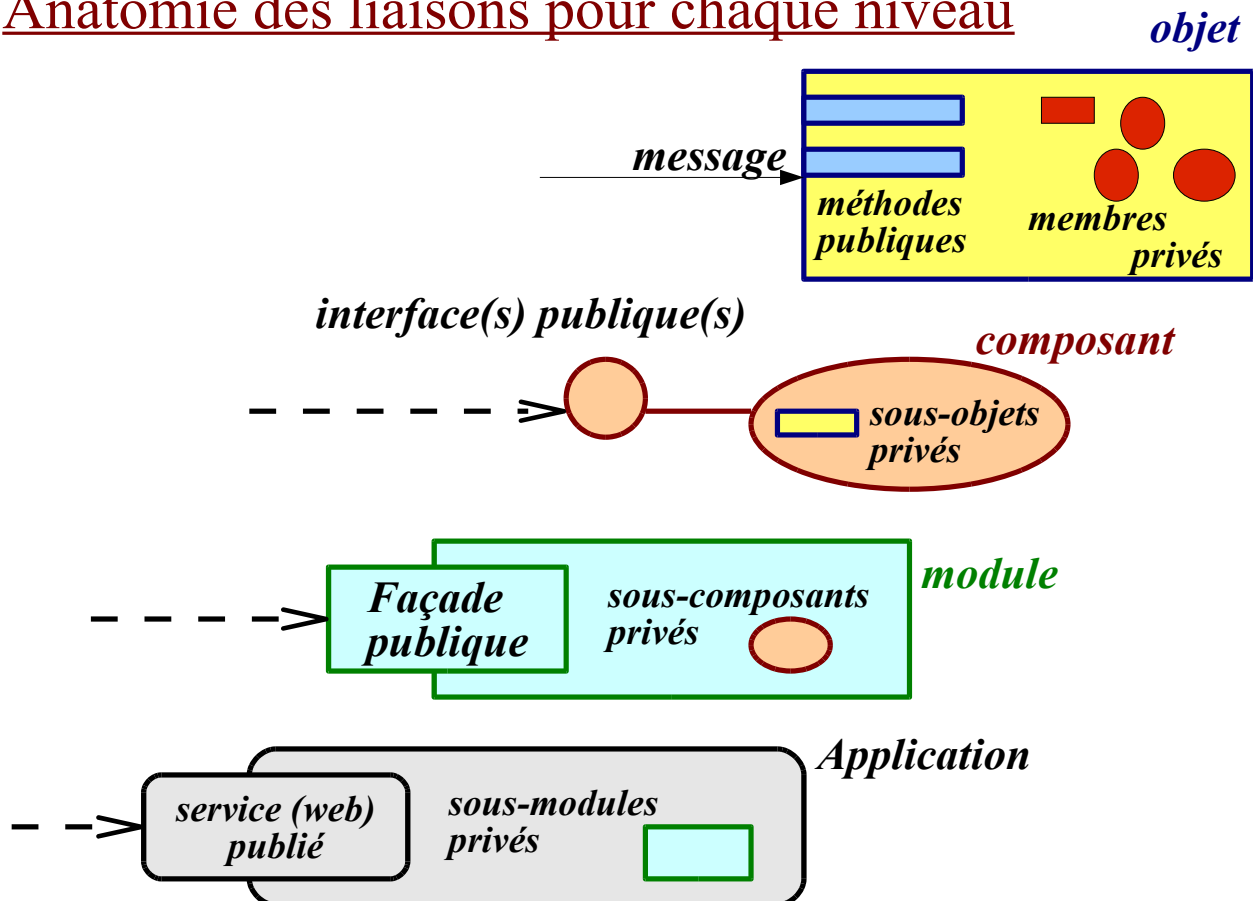 Anatomie des liaisons pour chaque niveau
objet
message
méthodes
publiques
membres
privés
interface(s) publique(s)
composant
sous-objets
privés
module
Façade
publique
sous-composants
privés
Application
service (web)
publié
sous-modules
privés